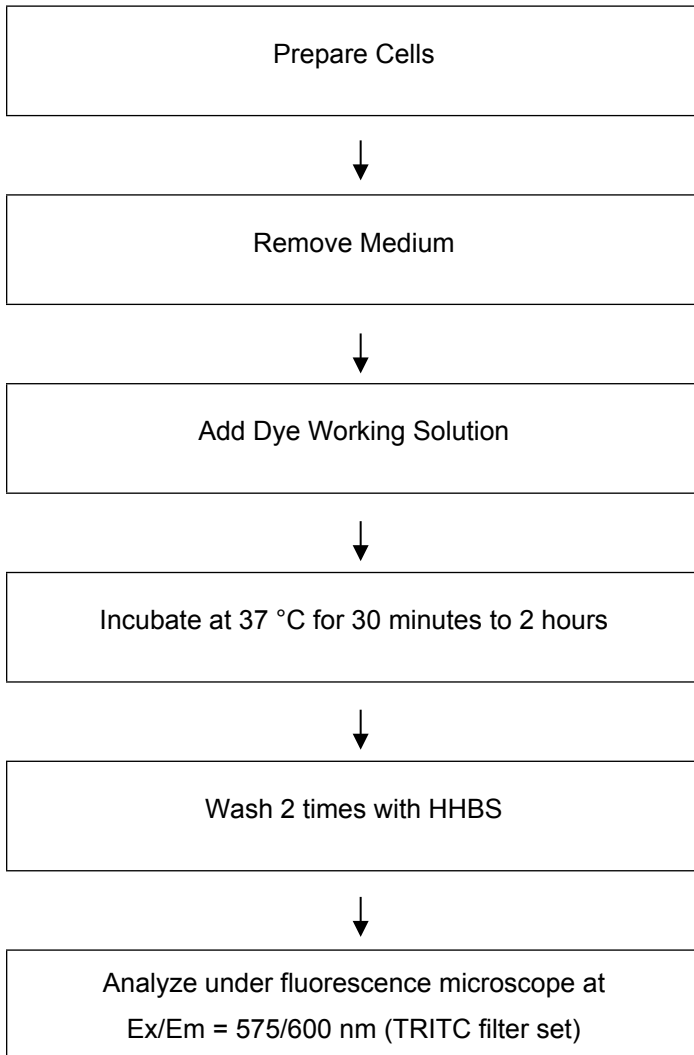 Prepare Cells
Remove Medium
Add Dye Working Solution
Incubate at 37 °C for 30 minutes to 2 hours
Wash 2 times with HHBS
Analyze under fluorescence microscope at
Ex/Em = 575/600 nm (TRITC filter set)